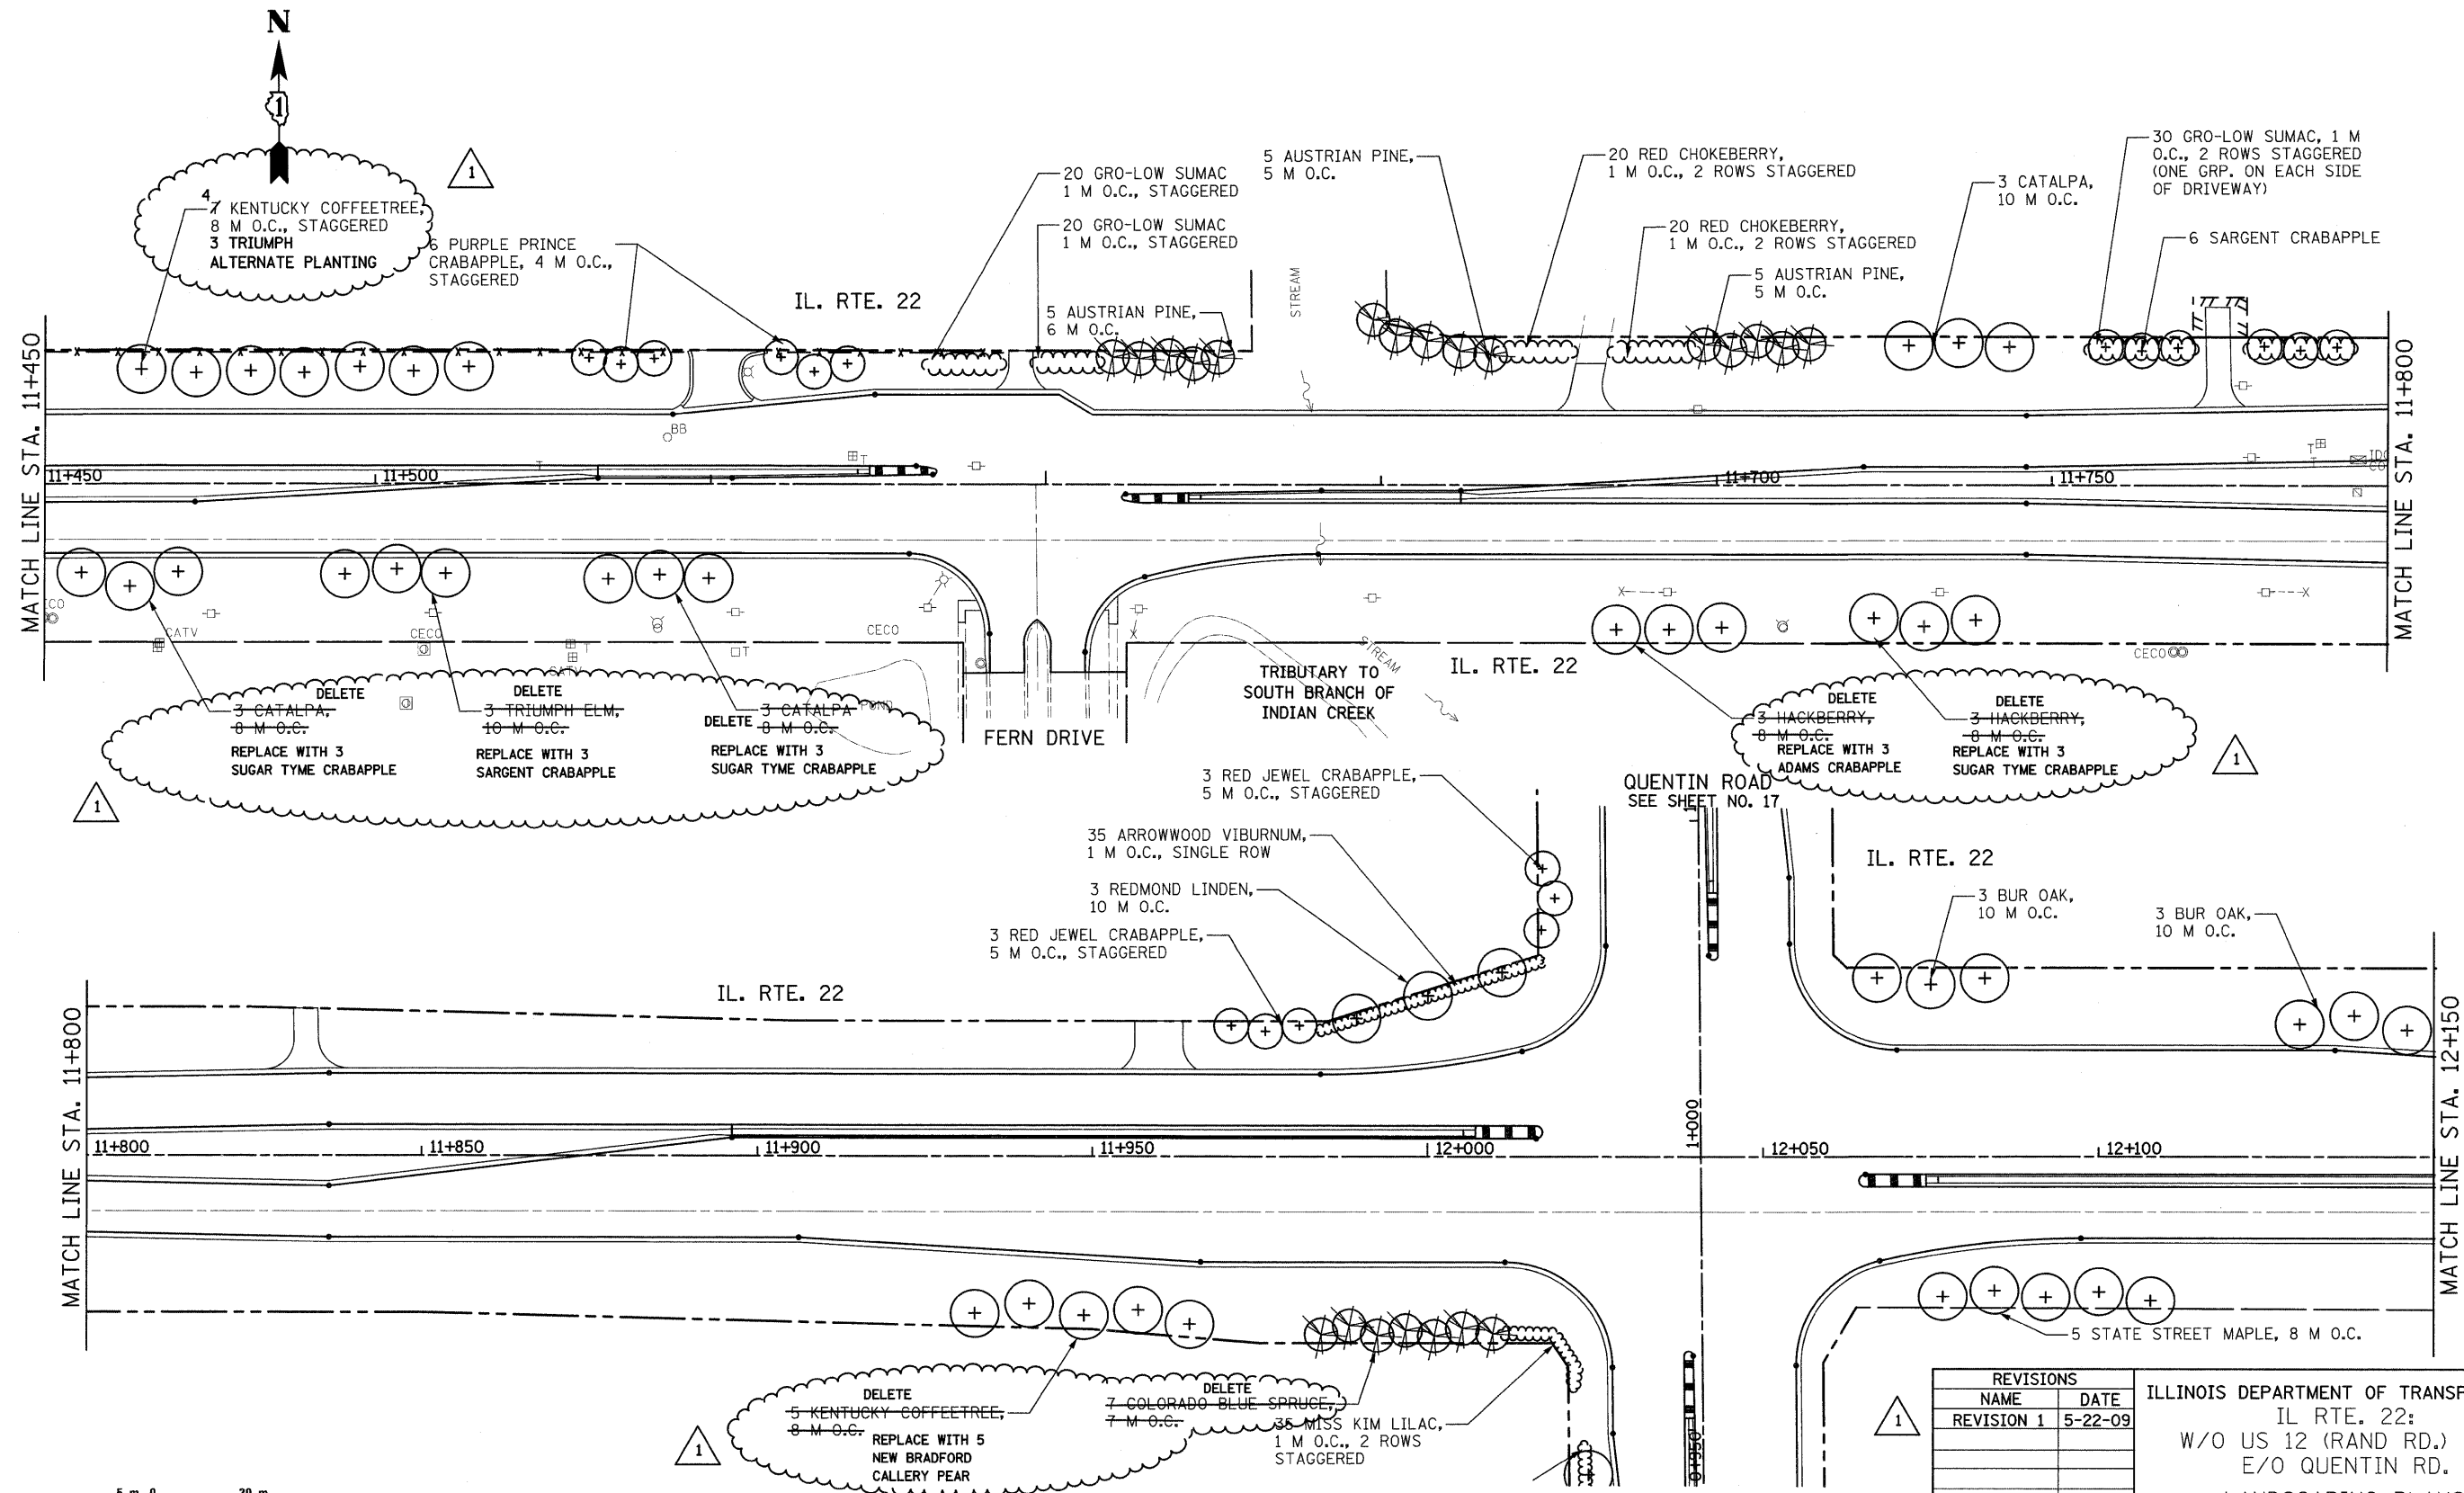 N
1
1
4
7 KENTUCKY COFFEETREE,
8 M O.C., STAGGERED
3 TRIUMPH
ALTERNATE PLANTING
6 PURPLE PRINCE
CRABAPPLE, 4 M O.C.,
STAGGERED
IL. RTE. 22
20 GRO-LOW SUMAC
1 M O.C., STAGGERED
20 GRO-LOW SUMAC
1 M O.C., STAGGERED
5 AUSTRIAN PINE,
6 M O.C.
5 AUSTRIAN PINE,
5 M O.C.
STREAM
20 RED CHOKEBERRY,
1 M O.C., 2 ROWS STAGGERED
20 RED CHOKEBERRY,
1 M O.C., 2 ROWS STAGGERED
5 AUSTRIAN PINE,
5 M O.C.
3 CATALPA,
10 M O.C.
30 GRO-LOW SUMAC, 1 M
O.C., 2 ROWS STAGGERED
(ONE GRP. ON EACH SIDE
OF DRIVEWAY)
6 SARGENT CRABAPPLE
MATCH LINE STA. 11+450
MATCH LINE STA. 11+800
BB
T
T
T
T
11+450
11+500
11+700
11+750
CATV
CECO
CATV
T
T
CECO
CECO
POND
STREAM
DELETE
3 CATALPA,
8 M O.C.
REPLACE WITH 3
SUGAR TYME CRABAPPLE
DELETE
3 TRIUMPH ELM,
10 M O.C.
REPLACE WITH 3
SARGENT CRABAPPLE
DELETE
3 CATALPA
8 M O.C.
REPLACE WITH 3
SUGAR TYME CRABAPPLE
1
FERN DRIVE
TRIBUTARY TO
SOUTH BRANCH OF
INDIAN CREEK
IL. RTE. 22
DELETE
3 HACKBERRY,
8 M O.C.
REPLACE WITH 3
ADAMS CRABAPPLE
DELETE
3 HACKBERRY,
8 M O.C.
REPLACE WITH 3
SUGAR TYME CRABAPPLE
1
QUENTIN ROAD
SEE SHEET NO. 17
3 RED JEWEL CRABAPPLE,
5 M O.C., STAGGERED
35 ARROWWOOD VIBURNUM,
1 M O.C., SINGLE ROW
3 REDMOND LINDEN,
10 M O.C.
3 RED JEWEL CRABAPPLE,
5 M O.C., STAGGERED
IL. RTE. 22
IL. RTE. 22
3 BUR OAK,
10 M O.C.
3 BUR OAK,
10 M O.C.
MATCH LINE STA. 11+800
MATCH LINE STA. 12+150
11+800
11+850
11+900
11+950
12+000
1+000
12+050
12+100
0+950
5 STATE STREET MAPLE, 8 M O.C.
DELETE
5 KENTUCKY COFFEETREE,
8 M O.C.
REPLACE WITH 5
NEW BRADFORD
CALLERY PEAR
DELETE
7 COLORADO BLUE SPRUCE,
7 M O.C.
35 MISS KIM LILAC,
1 M O.C., 2 ROWS
STAGGERED
1
1
REVISIONS
NAME DATE
REVISION 1 5-22-09
ILLINOIS DEPARTMENT OF TRANSP
IL RTE. 22:
W/O US 12 (RAND RD.)
E/O QUENTIN RD.
5 m 0 20 m